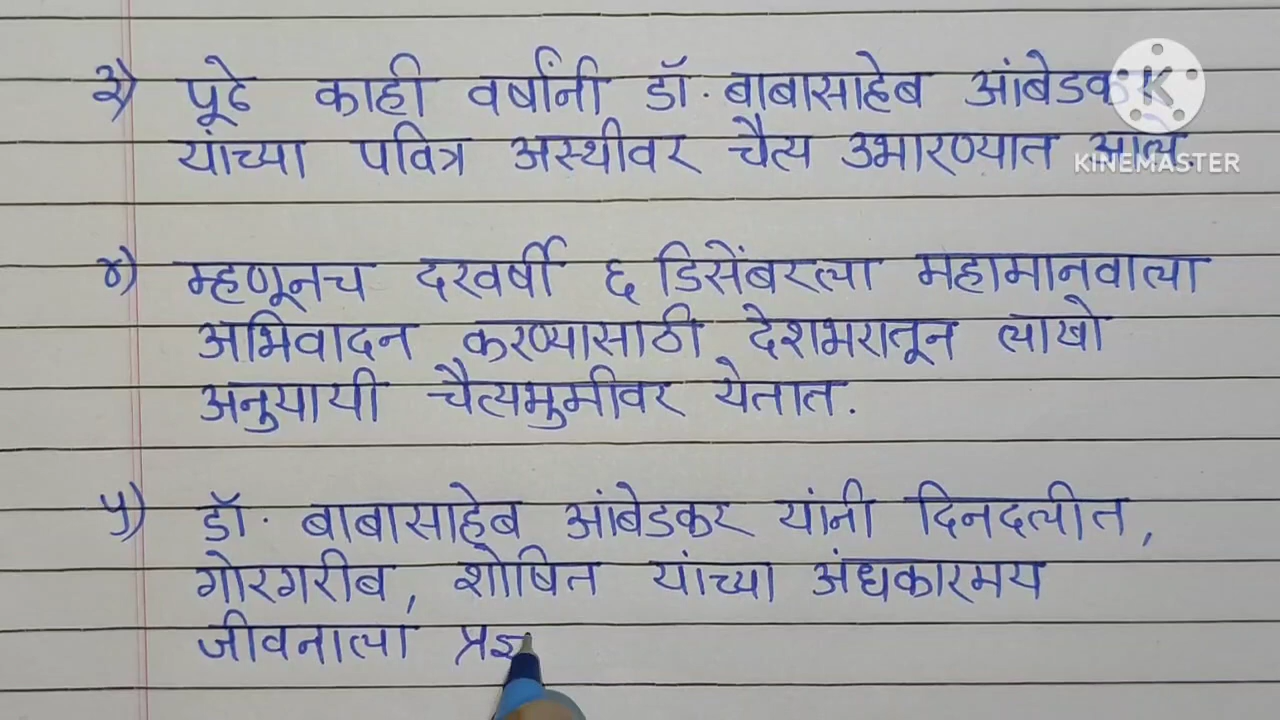 ३) पूढे काही वर्षांनी डॉ. बाबासाहेब आंबेडकर
यांच्या पवित्र अस्थीवर चैत्य उभारण्यात आले.
KINEMASTER
४) म्हणूनच दरवर्षी ६ डिसेंबरला महामानवाला
अभिवादन करण्यासाठी देशभरातून लाखो
अनुयायी चैत्यभुमीवर येतात.
५) डॉ. बाबासाहेब आंबेडकर यांनी दिनदलीत,
गोरगरीब, शोषित यांच्या अंधकारमय
जीवनाला